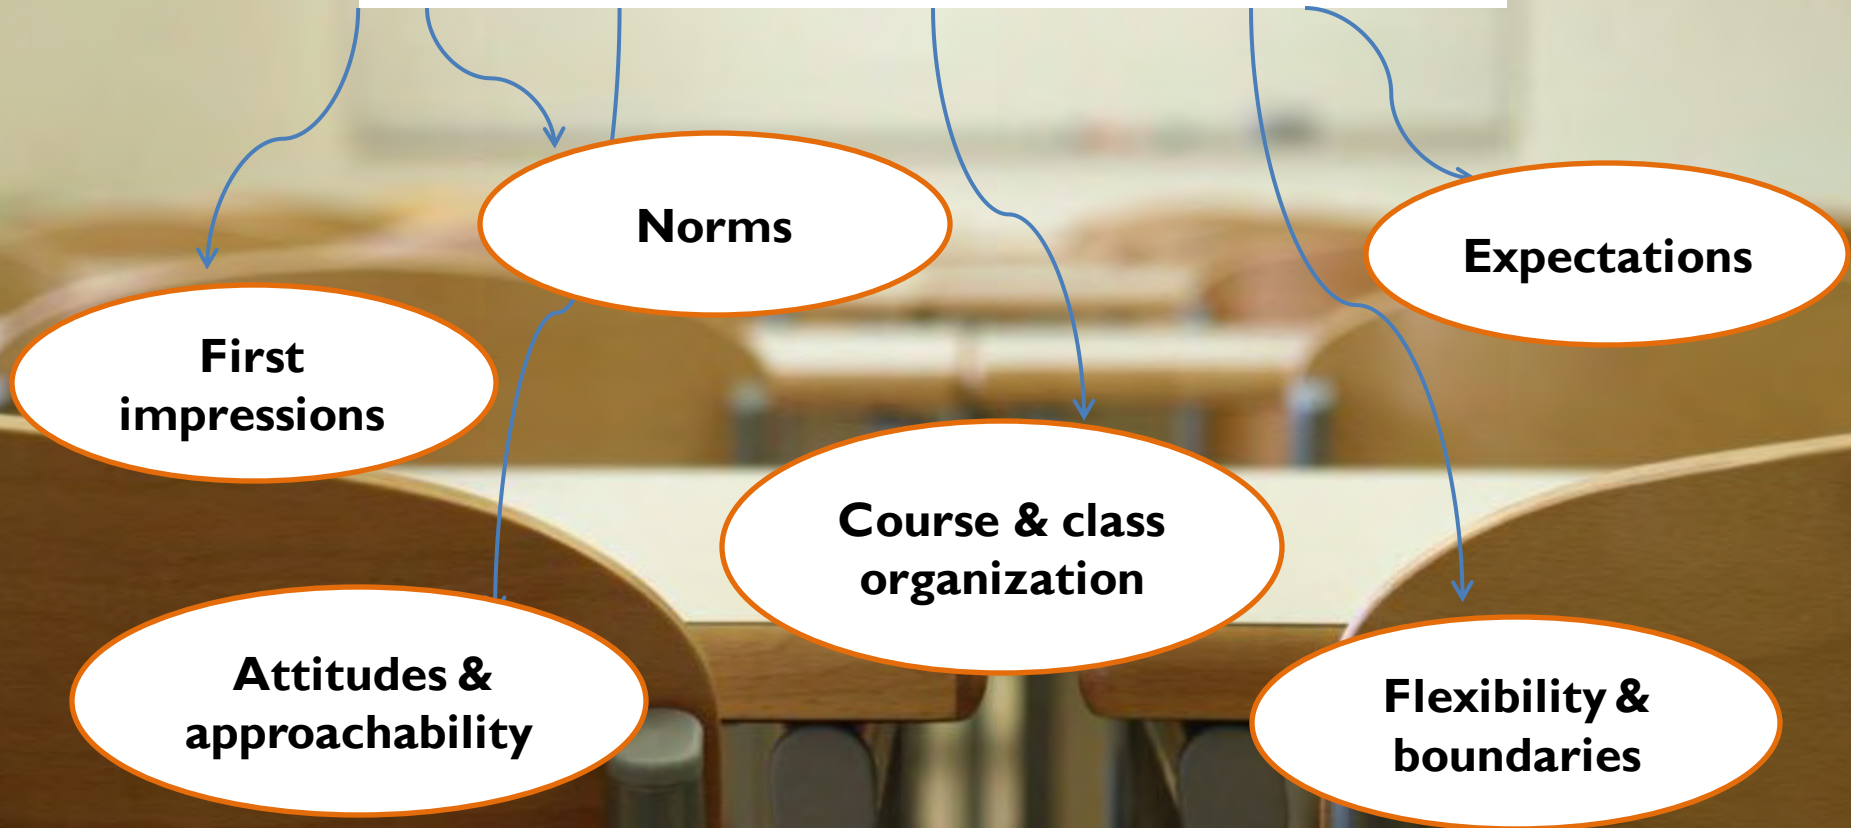 Norms
Expectations
First
impressions
Course & class
organization
Attitudes &
approachability
Flexibility &
boundaries